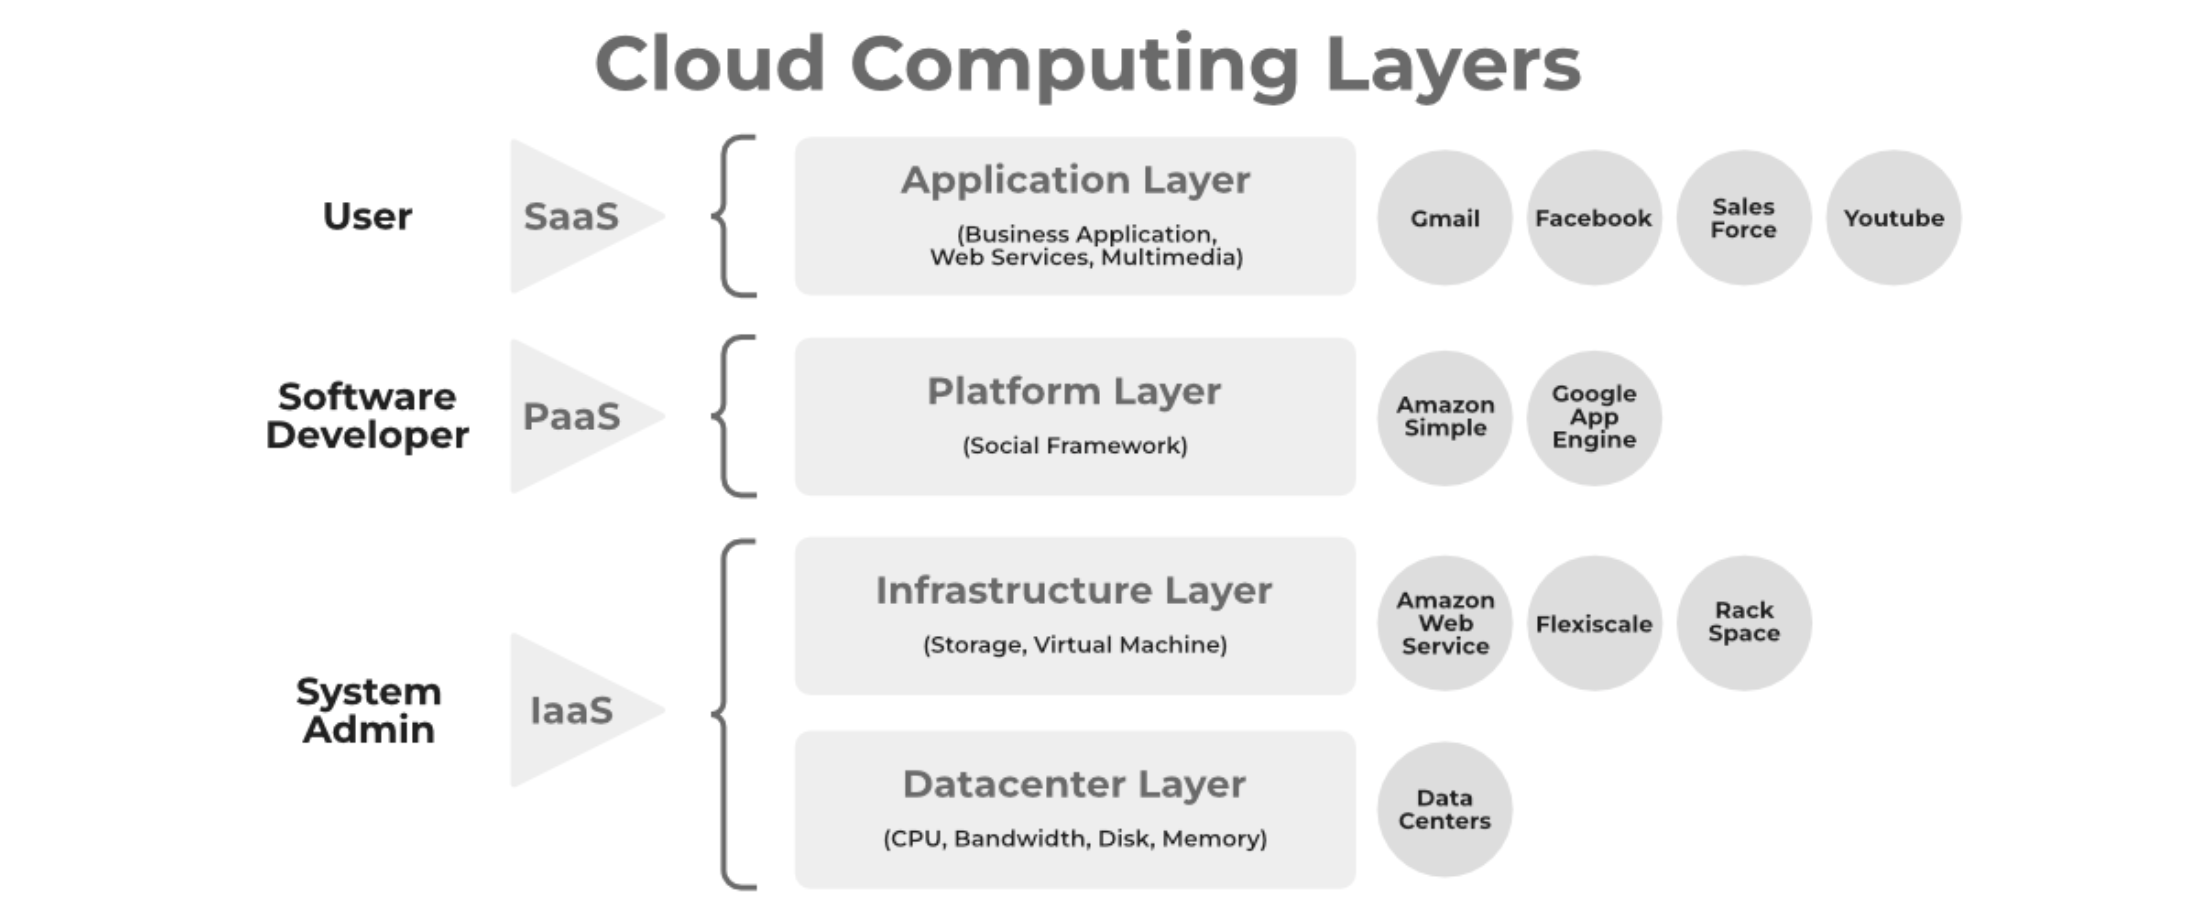 Cloud Computing Layers
User
SaaS
Application Layer
(Business Application,
Web Services, Multimedia)
Gmail
Facebook
Sales
Force
Youtube
Software
Developer
PaaS
Platform Layer
(Social Framework)
Amazon
Simple
Google
App
Engine
System
Admin
IaaS
Infrastructure Layer
(Storage, Virtual Machine)
Amazon
Web
Service
Flexiscale
Rack
Space
Datacenter Layer
(CPU, Bandwidth, Disk, Memory)
Data
Centers